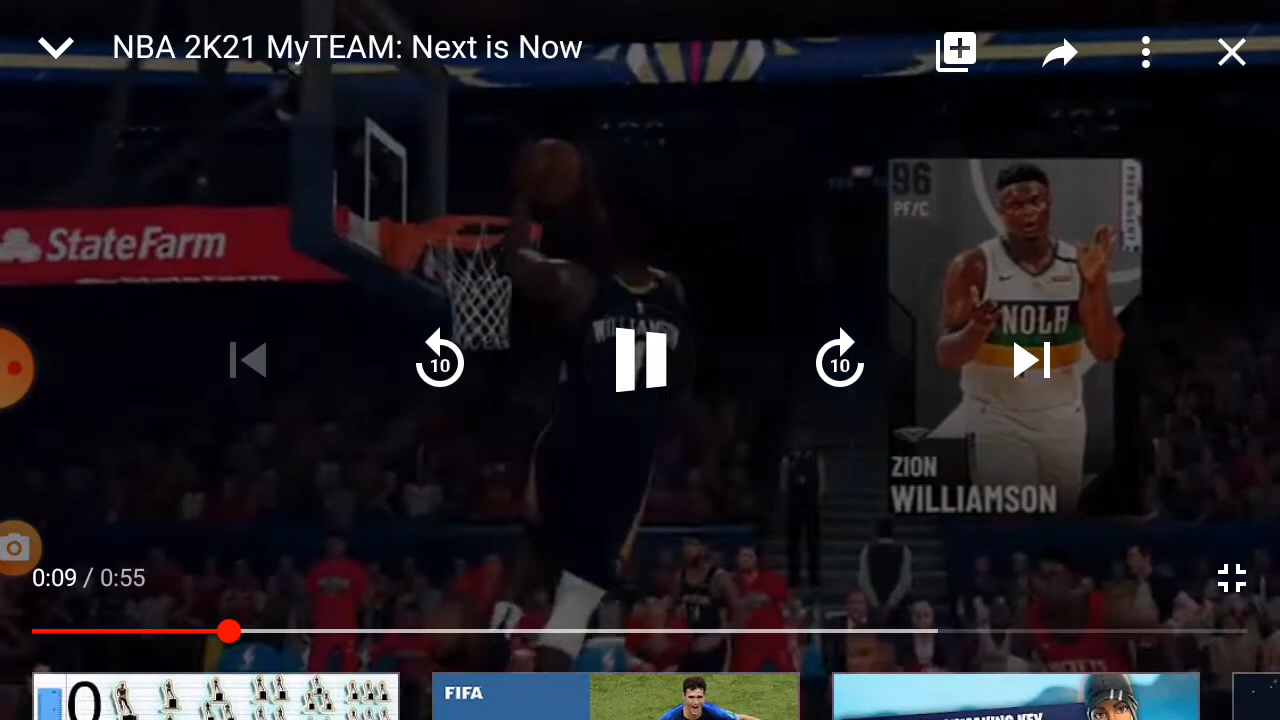 NBA 2K21 MyTEAM: Next is Now
96
PF/C
FREE AGENT
StateFarm
WILLIAMSON
10
10
NOLA
ZION
WILLIAMSON
0:09 / 0:55
FIFA